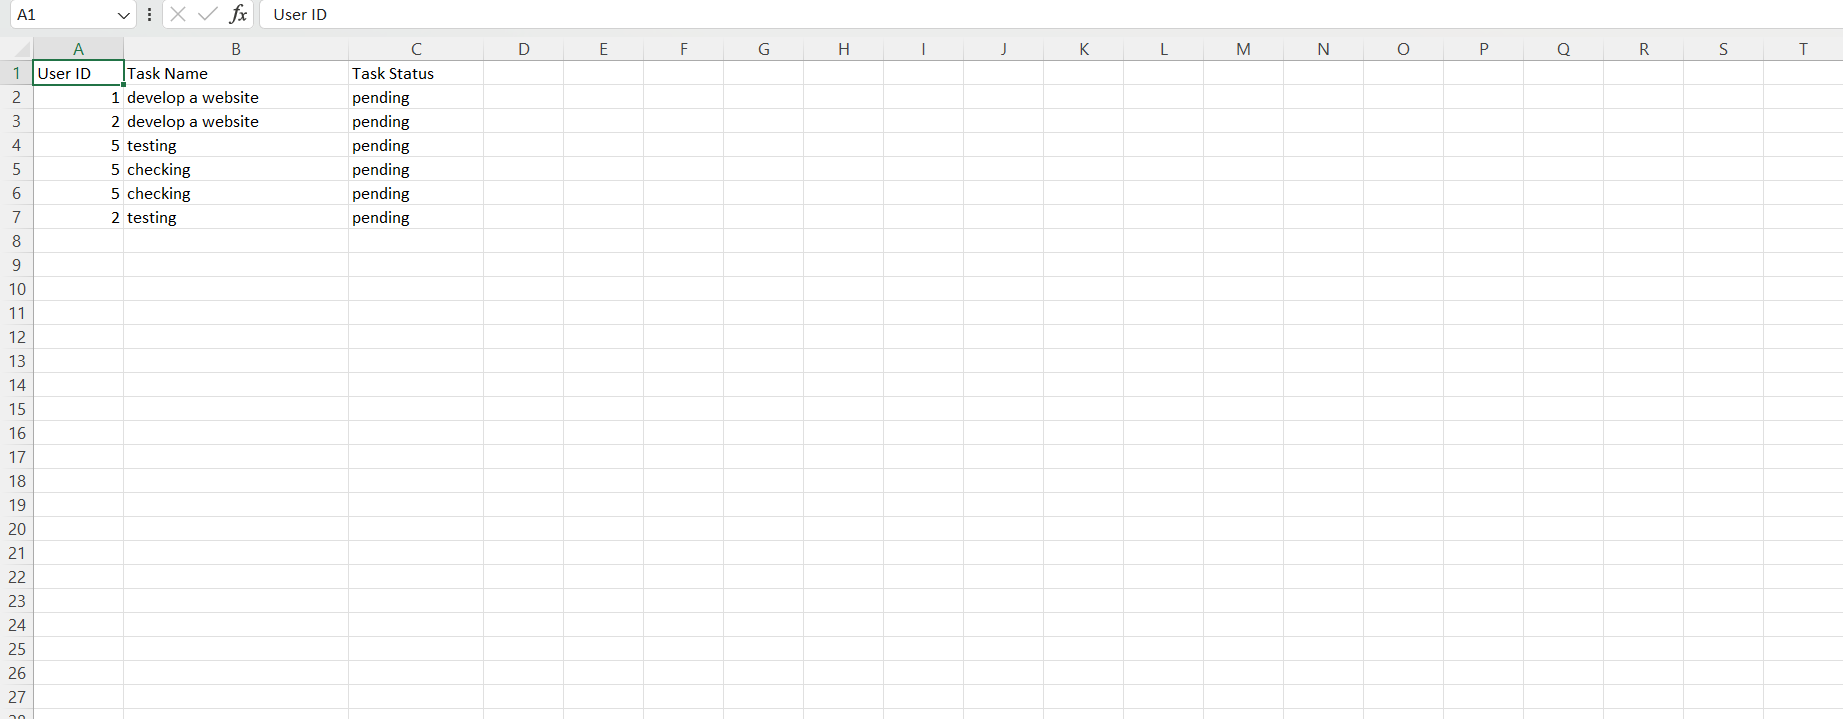 A1 fx User ID
A B C D E F G H I J K L M N O P Q R S T
1 User ID Task Name Task Status
2 1 develop a website pending
3 2 develop a website pending
4 5 testing pending
5 5 checking pending
6 5 checking pending
7 2 testing pending
8
9
10
11
12
13
14
15
16
17
18
19
20
21
22
23
24
25
26
27